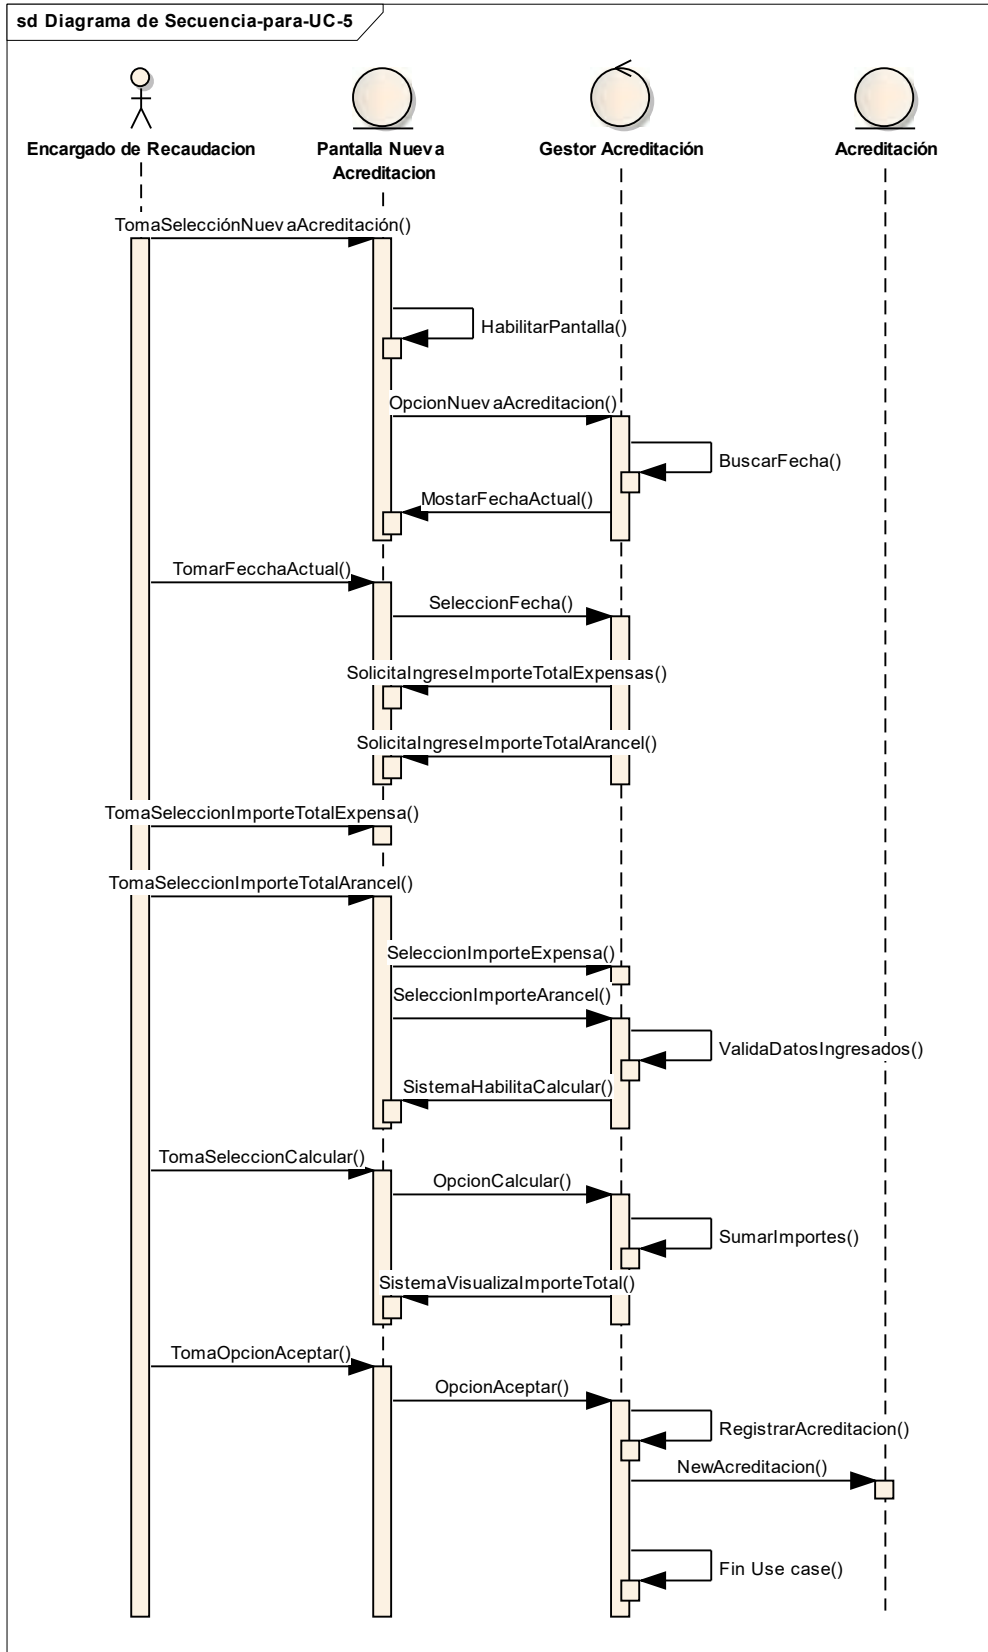 sd Diagrama de Secuencia-para-UC-5
Encargado de Recaudacion
Pantalla Nueva
Acreditacion
Gestor Acreditación
Acreditación
TomaSelecciónNuevaAcreditación()
HabilitarPantalla()
OpcionNuevaAcreditacion()
BuscarFecha()
MostarFechaActual()
TomarFecchaActual()
SeleccionFecha()
SolicitaIngreseImporteTotalExpensas()
SolicitaIngreseImporteTotalArancel()
TomaSeleccionImporteTotalExpensa()
TomaSeleccionImporteTotalArancel()
SeleccionImporteExpensa()
SeleccionImporteArancel()
ValidaDatosIngresados()
SistemaHabilitaCalcular()
TomaSeleccionCalcular()
OpcionCalcular()
SumarImportes()
SistemaVisualizaImporteTotal()
TomaOpcionAceptar()
OpcionAceptar()
RegistrarAcreditacion()
NewAcreditacion()
Fin Use case()